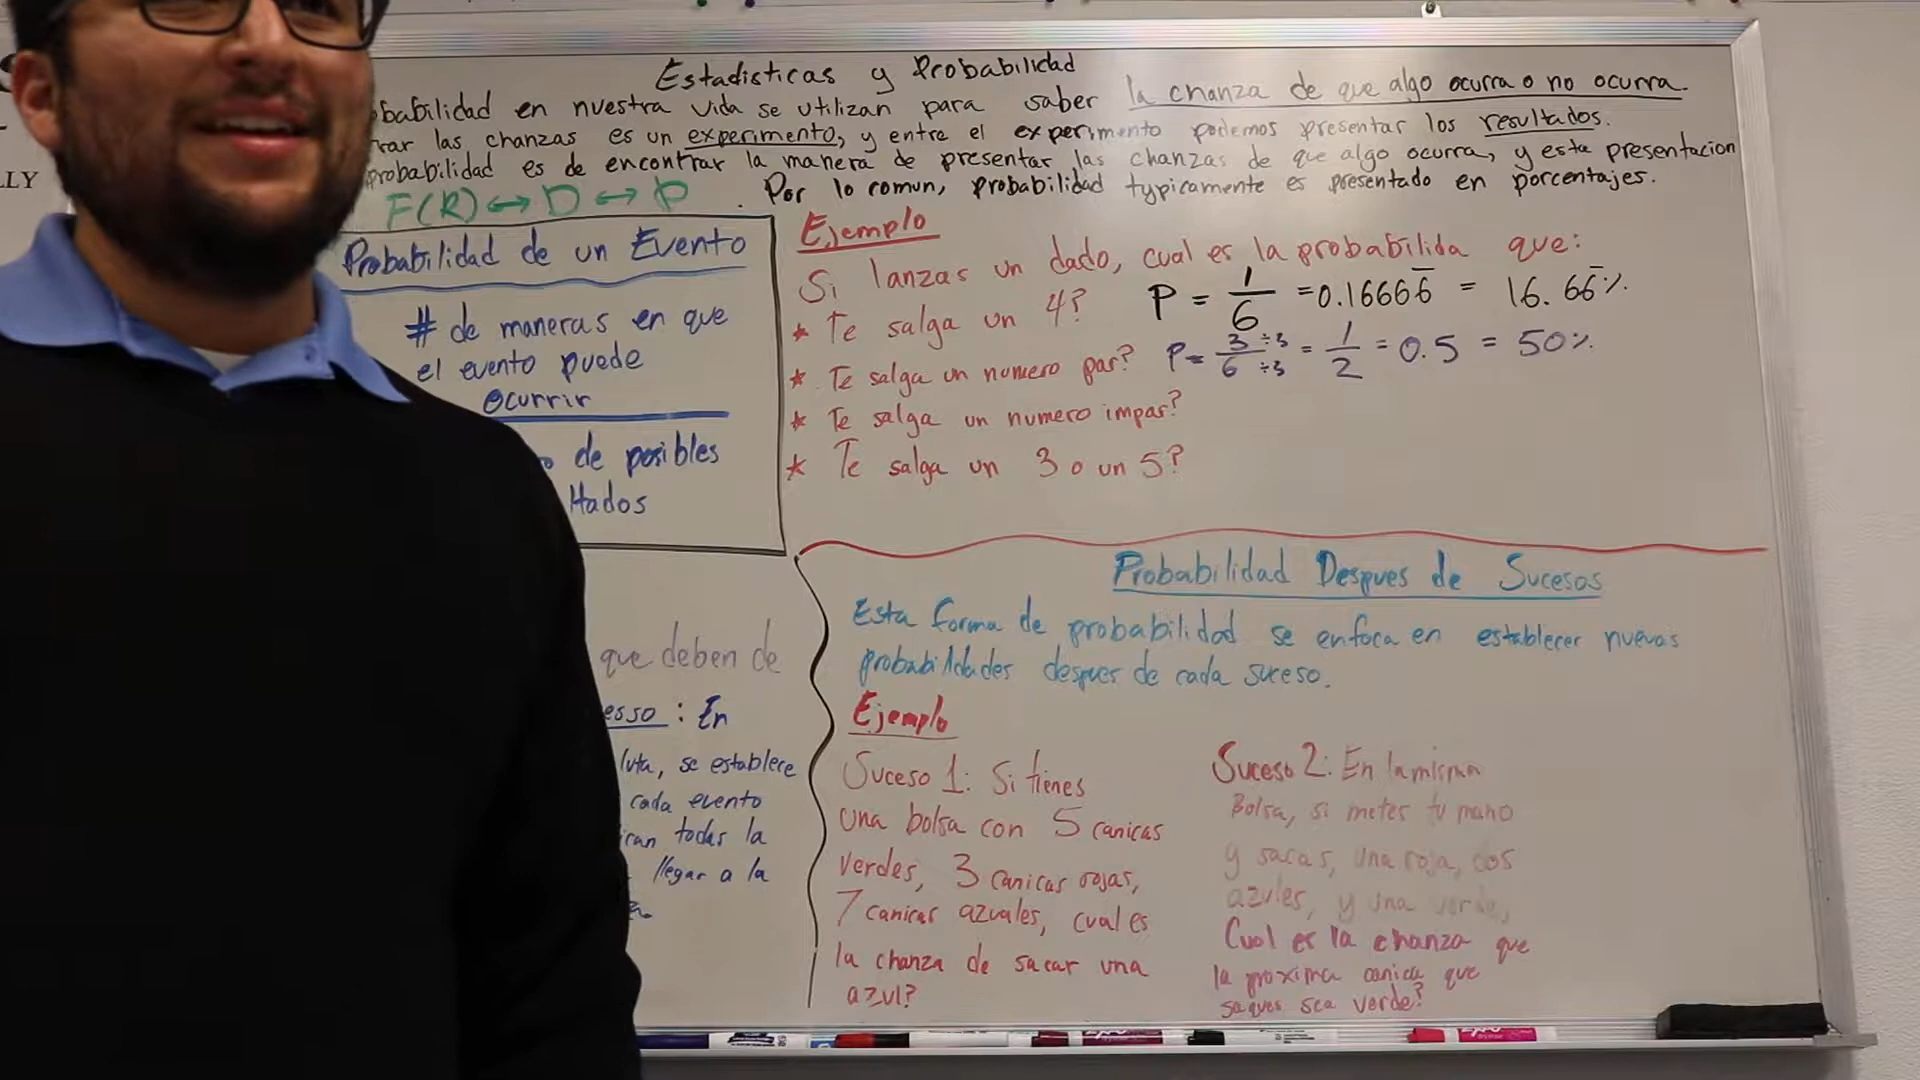 LLY
Estadisticas y Probabilidad
babilidad en nuestra vida se utilizan para saber la chanza de que algo ocurra o no ocurra.
rar las chanzas es un experimento, y entre el experimento podemos presentar los resultados.
probabilidad es de encontrar la manera de presentar las chanzas de que algo ocurra, y esta presentacion
. Por lo comun, probabilidad typicamente es presentado en porcentajes.
F(R) ↔ D ↔ P
Probabilidad de un Evento
# de maneras en que
el evento puede
ocurrir
o de posibles
ltados
Ejemplo
Si lanzas un dado, cual es la probabilida que:
* Te salga un 4? P = 1/6 = 0.16666̅ = 16.66̅%
* Te salga un numero par? P = 3÷3/6÷3 = 1/2 = 0.5 = 50%
* Te salga un numero impar?
* Te salga un 3 o un 5?
que deben de
esso : En
luta, se establece
cada evento
ican todas la
llegar a la
Probabilidad Despues de Sucesos
Esta forma de probabilidad se enfoca en establecer nuevas
probabilidades despues de cada suceso.
Ejemplo
Suceso 1: Si tienes
una bolsa con 5 canicas
verdes, 3 canicas rojas,
7 canicas azuales, cual es
la chanza de sacar una
azul?
Suceso 2: En la misma
Bolsa, si metes tu mano
y sacas, una roja, dos
azules, y una verde,
Cual es la chanza que
la proxima canica que
saques sea verde?